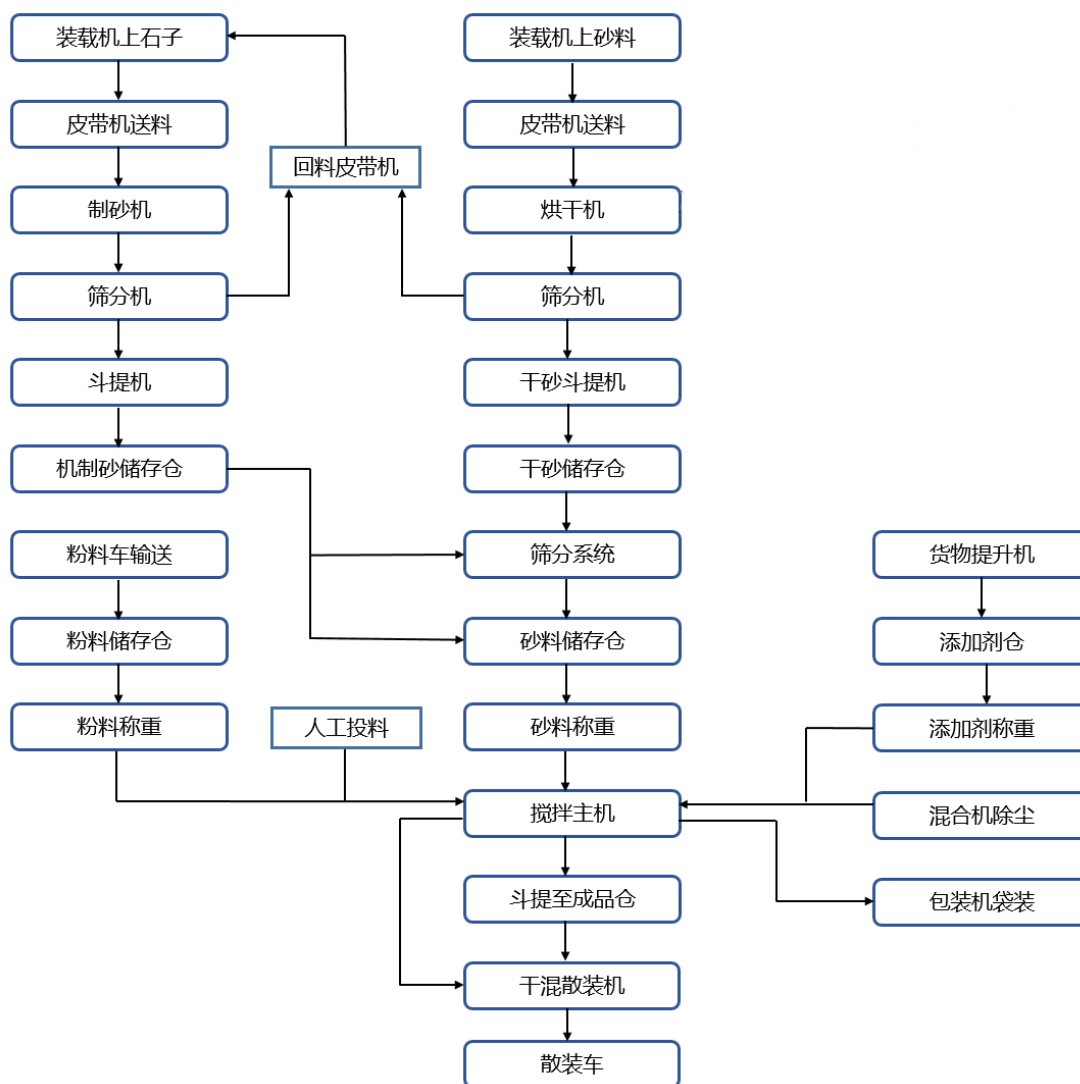 装载机上石子
装载机上砂料
皮带机送料
皮带机送料
回料皮带机
制砂机
烘干机
筛分机
筛分机
斗提机
干砂斗提机
机制砂储存仓
干砂储存仓
粉料车输送
筛分系统
货物提升机
粉料储存仓
砂料储存仓
添加剂仓
粉料称重
人工投料
砂料称重
添加剂称重
搅拌主机
混合机除尘
斗提至成品仓
包装机袋装
干混散装机
散装车